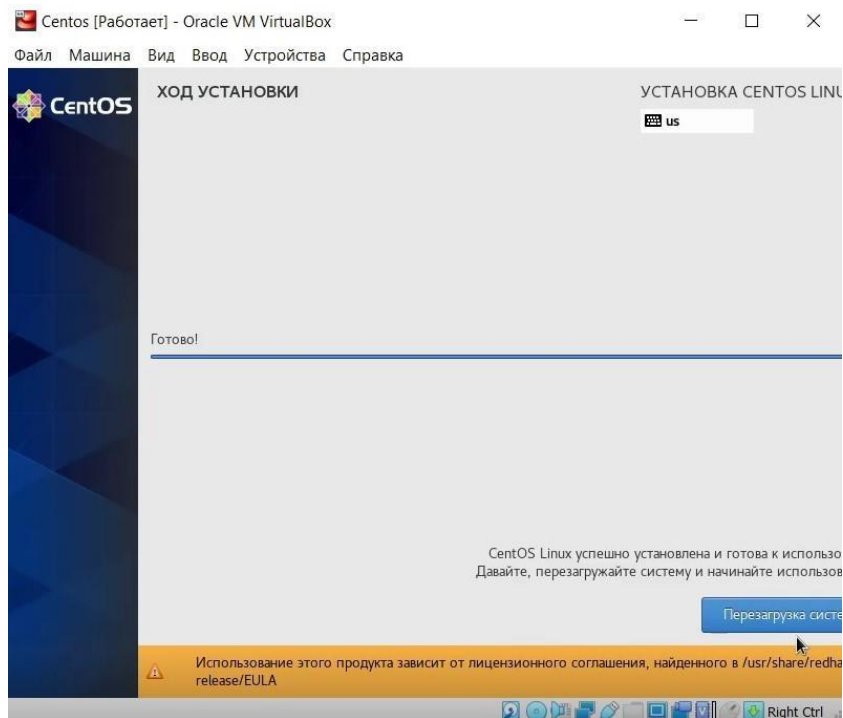 Centos [Работает] - Oracle VM VirtualBox
Файл Машина Вид Ввод Устройства Справка
CentOS
ХОД УСТАНОВКИ
УСТАНОВКА CENTOS LINU
us
Готово!
CentOS Linux успешно установлена и готова к использо
Давайте, перезагружайте систему и начинайте использов
Перезагрузка систе
Использование этого продукта зависит от лицензионного соглашения, найденного в /usr/share/redha
release/EULA
Right Ctrl